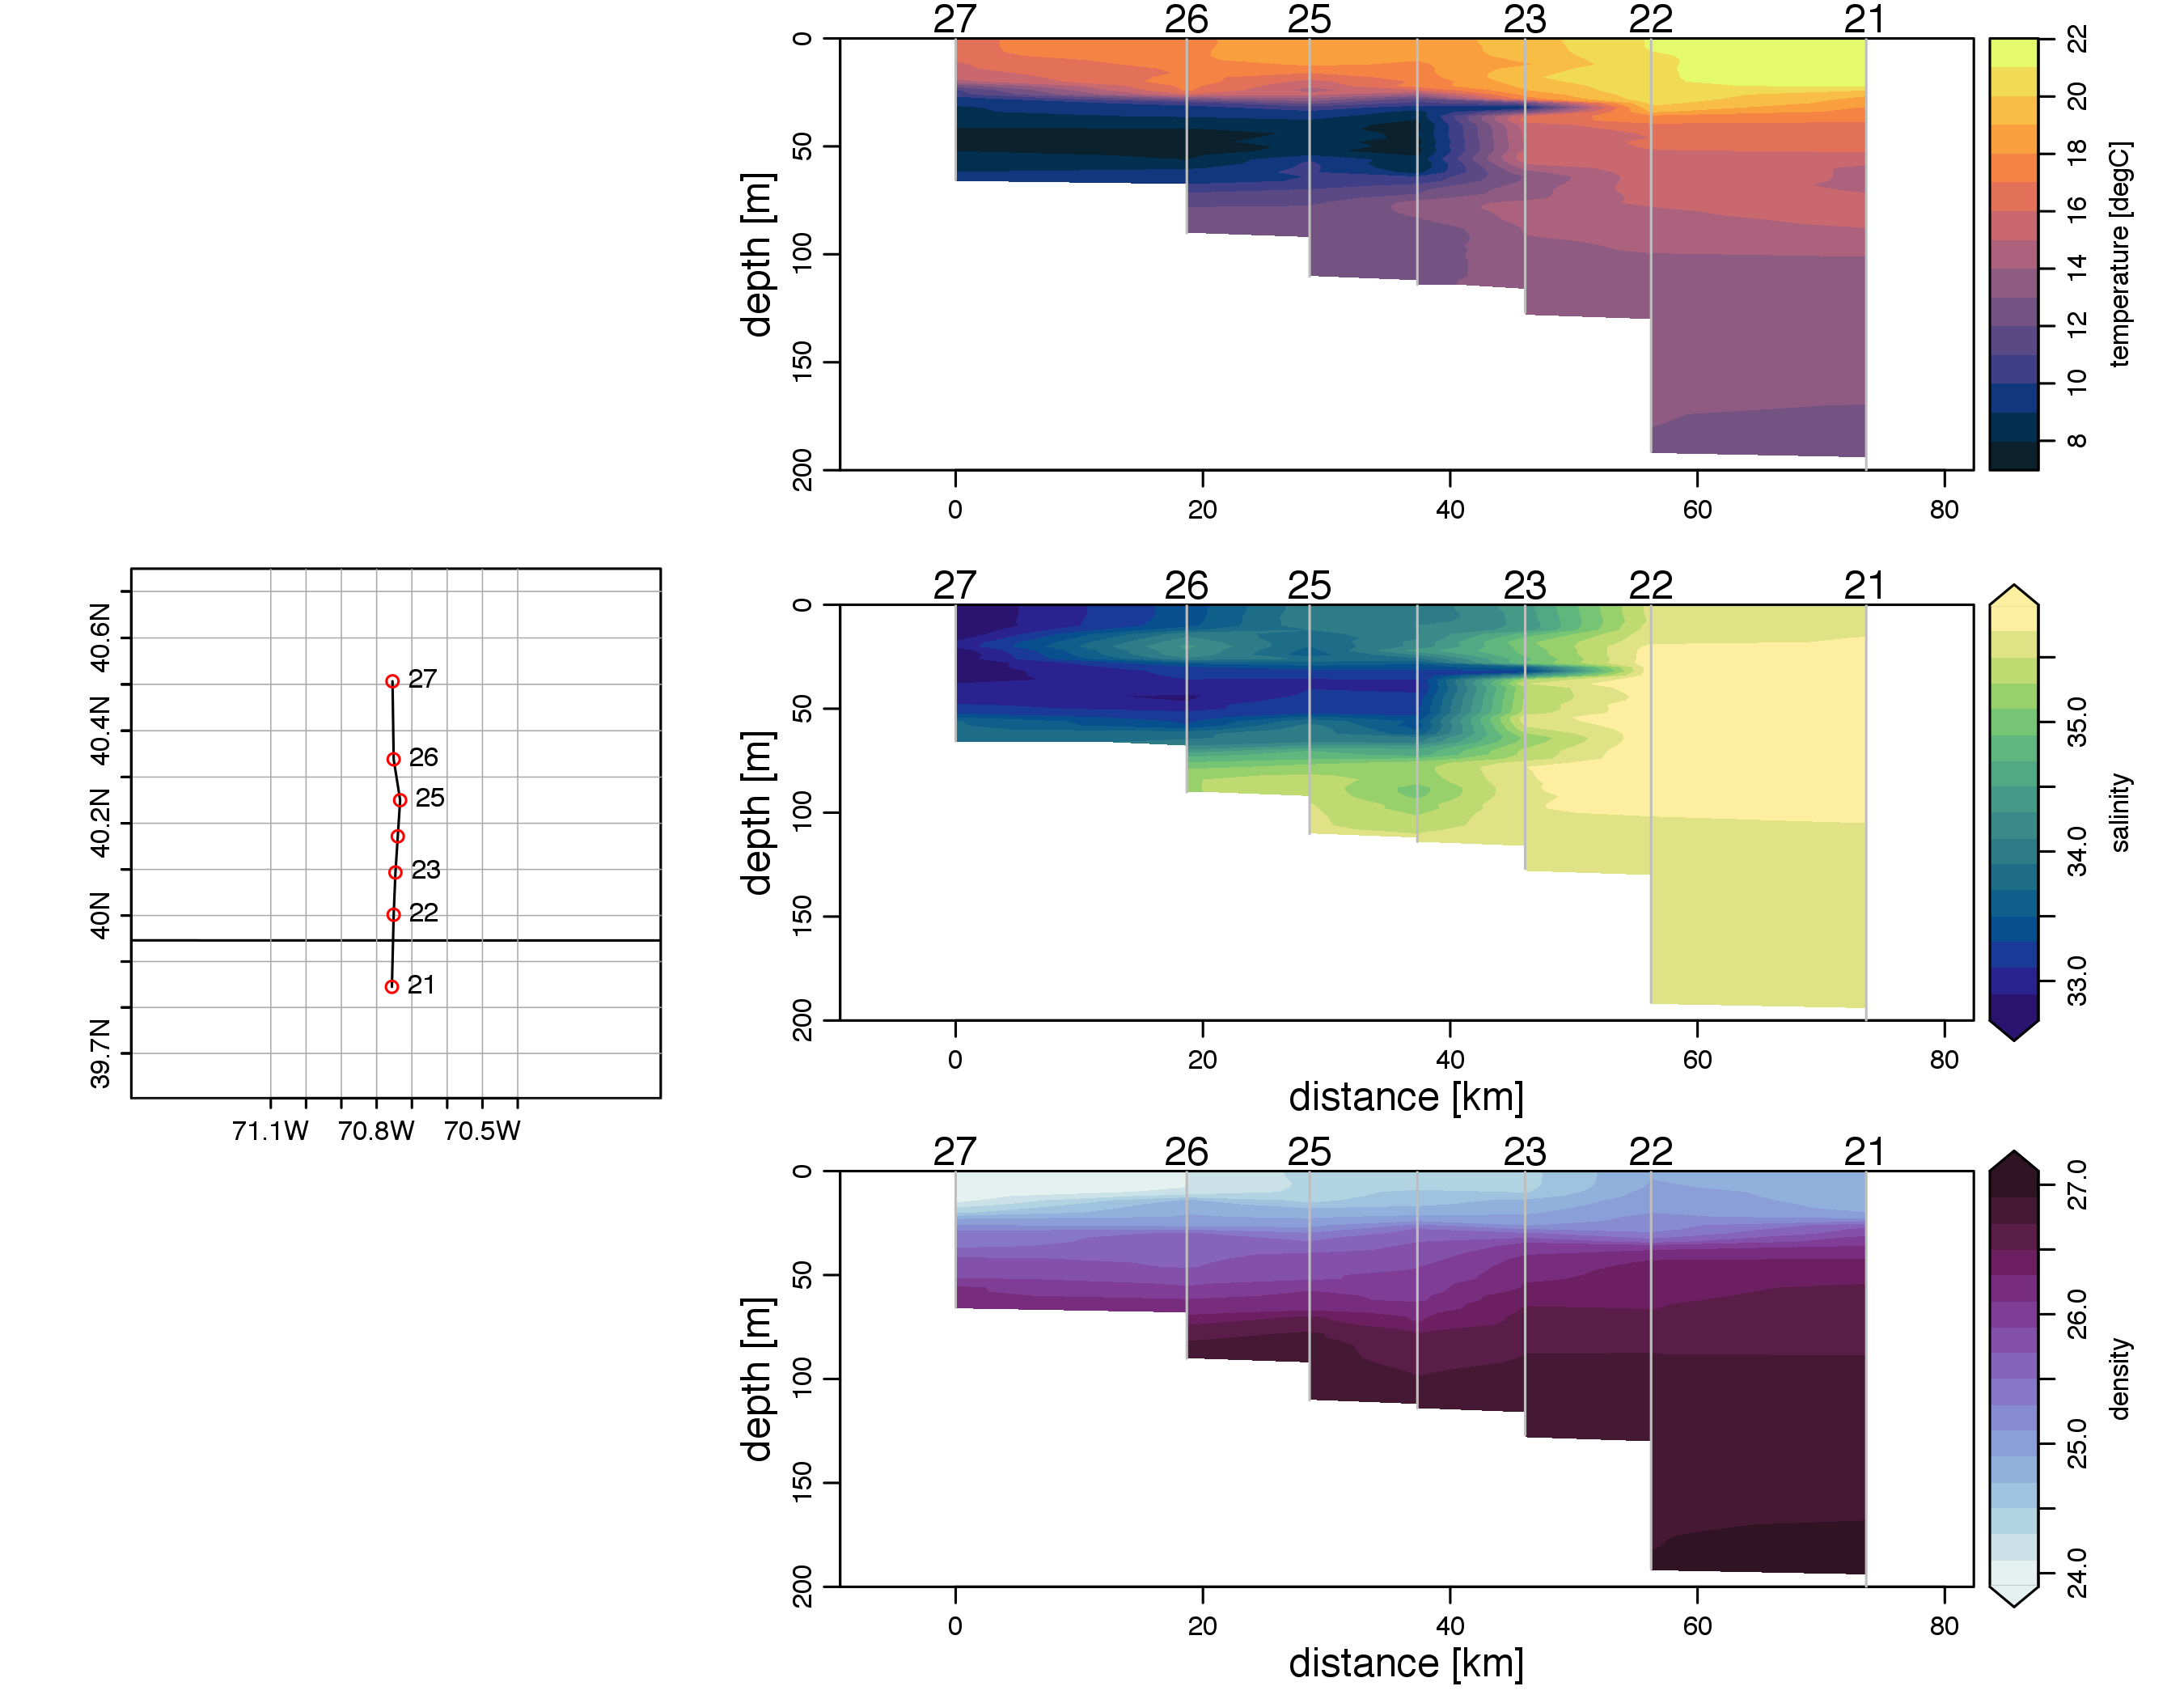 27 26 25 23 22 21
0
50
100
150
200
depth [m]
0 20 40 60 80
22
20
18
16
14
12
10
8
temperature [degC]
40.6N
40.4N
40.2N
40N
39.7N
71.1W 70.8W 70.5W
27
26
25
23
22
21
27 26 25 23 22 21
0
50
100
150
200
depth [m]
0 20 40 60 80
distance [km]
35.0
34.0
33.0
salinity
27 26 25 23 22 21
0
50
100
150
200
depth [m]
0 20 40 60 80
distance [km]
27.0
26.0
25.0
24.0
density